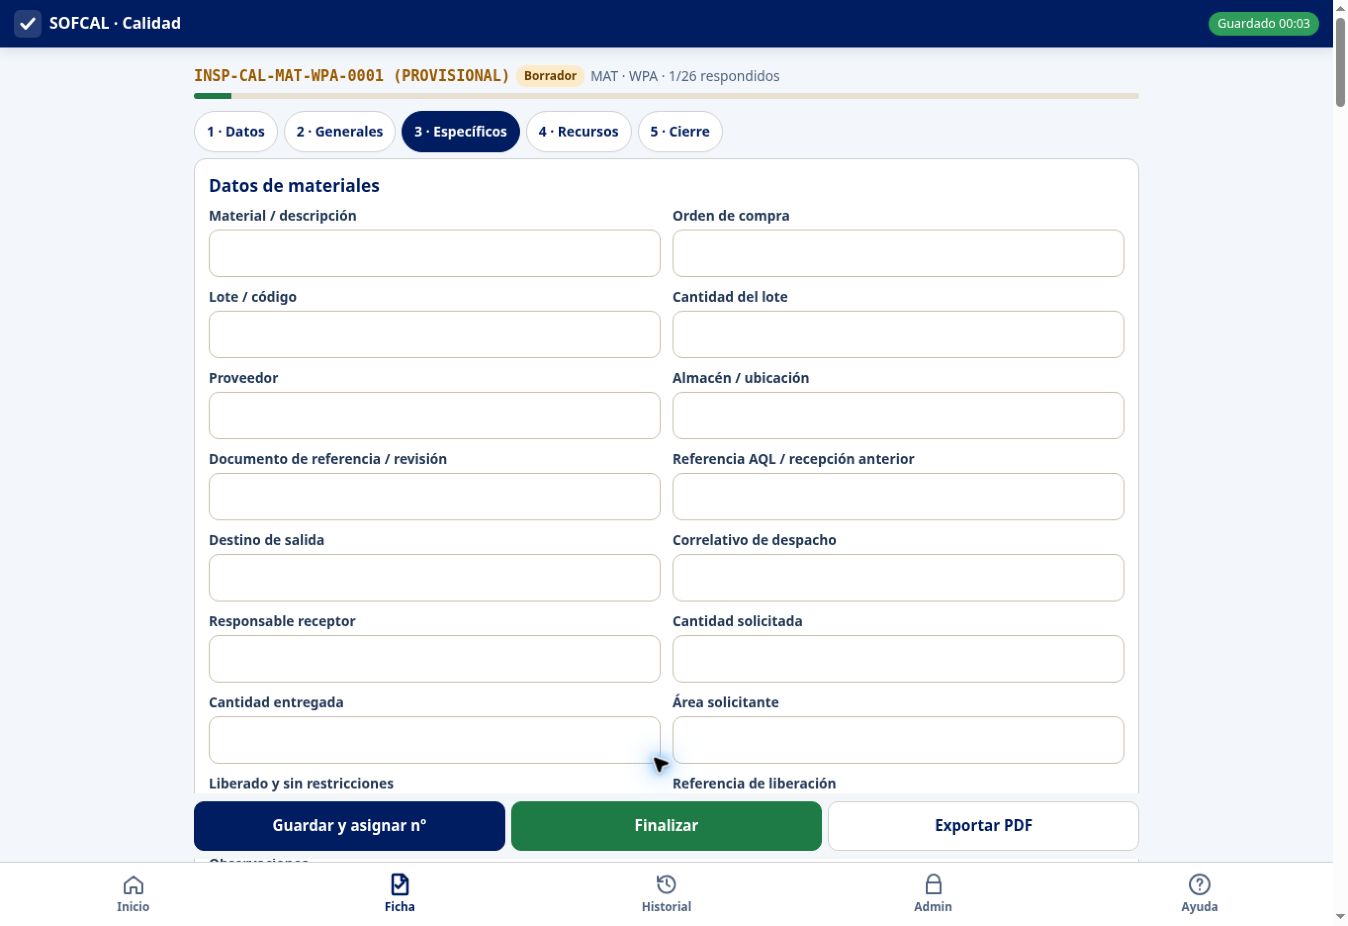 SOFCAL · Calidad
Guardado 00:03
INSP-CAL-MAT-WPA-0001 (PROVISIONAL) Borrador MAT · WPA · 1/26 respondidos
1 · Datos 2 · Generales 3 · Específicos 4 · Recursos 5 · Cierre
Datos de materiales
Material / descripción Orden de compra
Lote / código Cantidad del lote
Proveedor Almacén / ubicación
Documento de referencia / revisión Referencia AQL / recepción anterior
Destino de salida Correlativo de despacho
Responsable receptor Cantidad solicitada
Cantidad entregada Área solicitante
Liberado y sin restricciones Referencia de liberación
Guardar y asignar nº Finalizar Exportar PDF
Inicio Ficha Historial Admin Ayuda